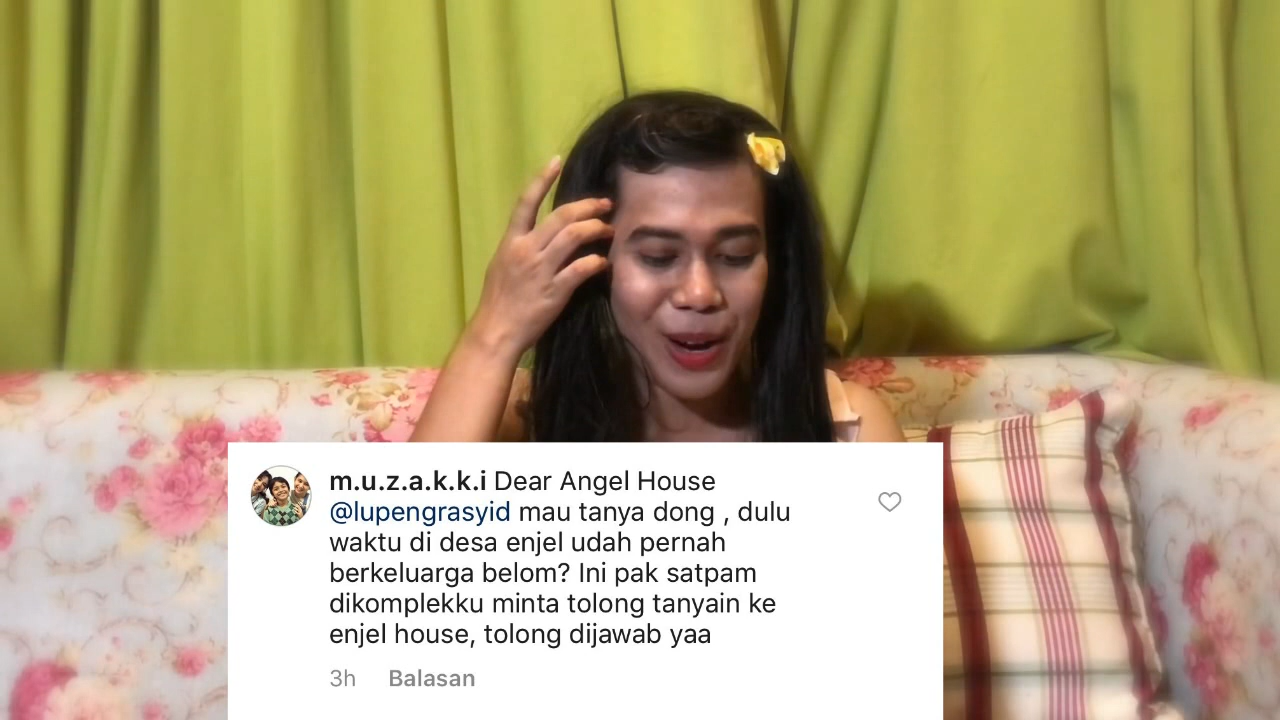 m.u.z.a.k.k.i Dear Angel House
@lupengrasyid mau tanya dong , dulu
waktu di desa enjel udah pernah
berkeluarga belom? Ini pak satpam
dikomplekku minta tolong tanyain ke
enjel house, tolong dijawab yaa
3h Balasan